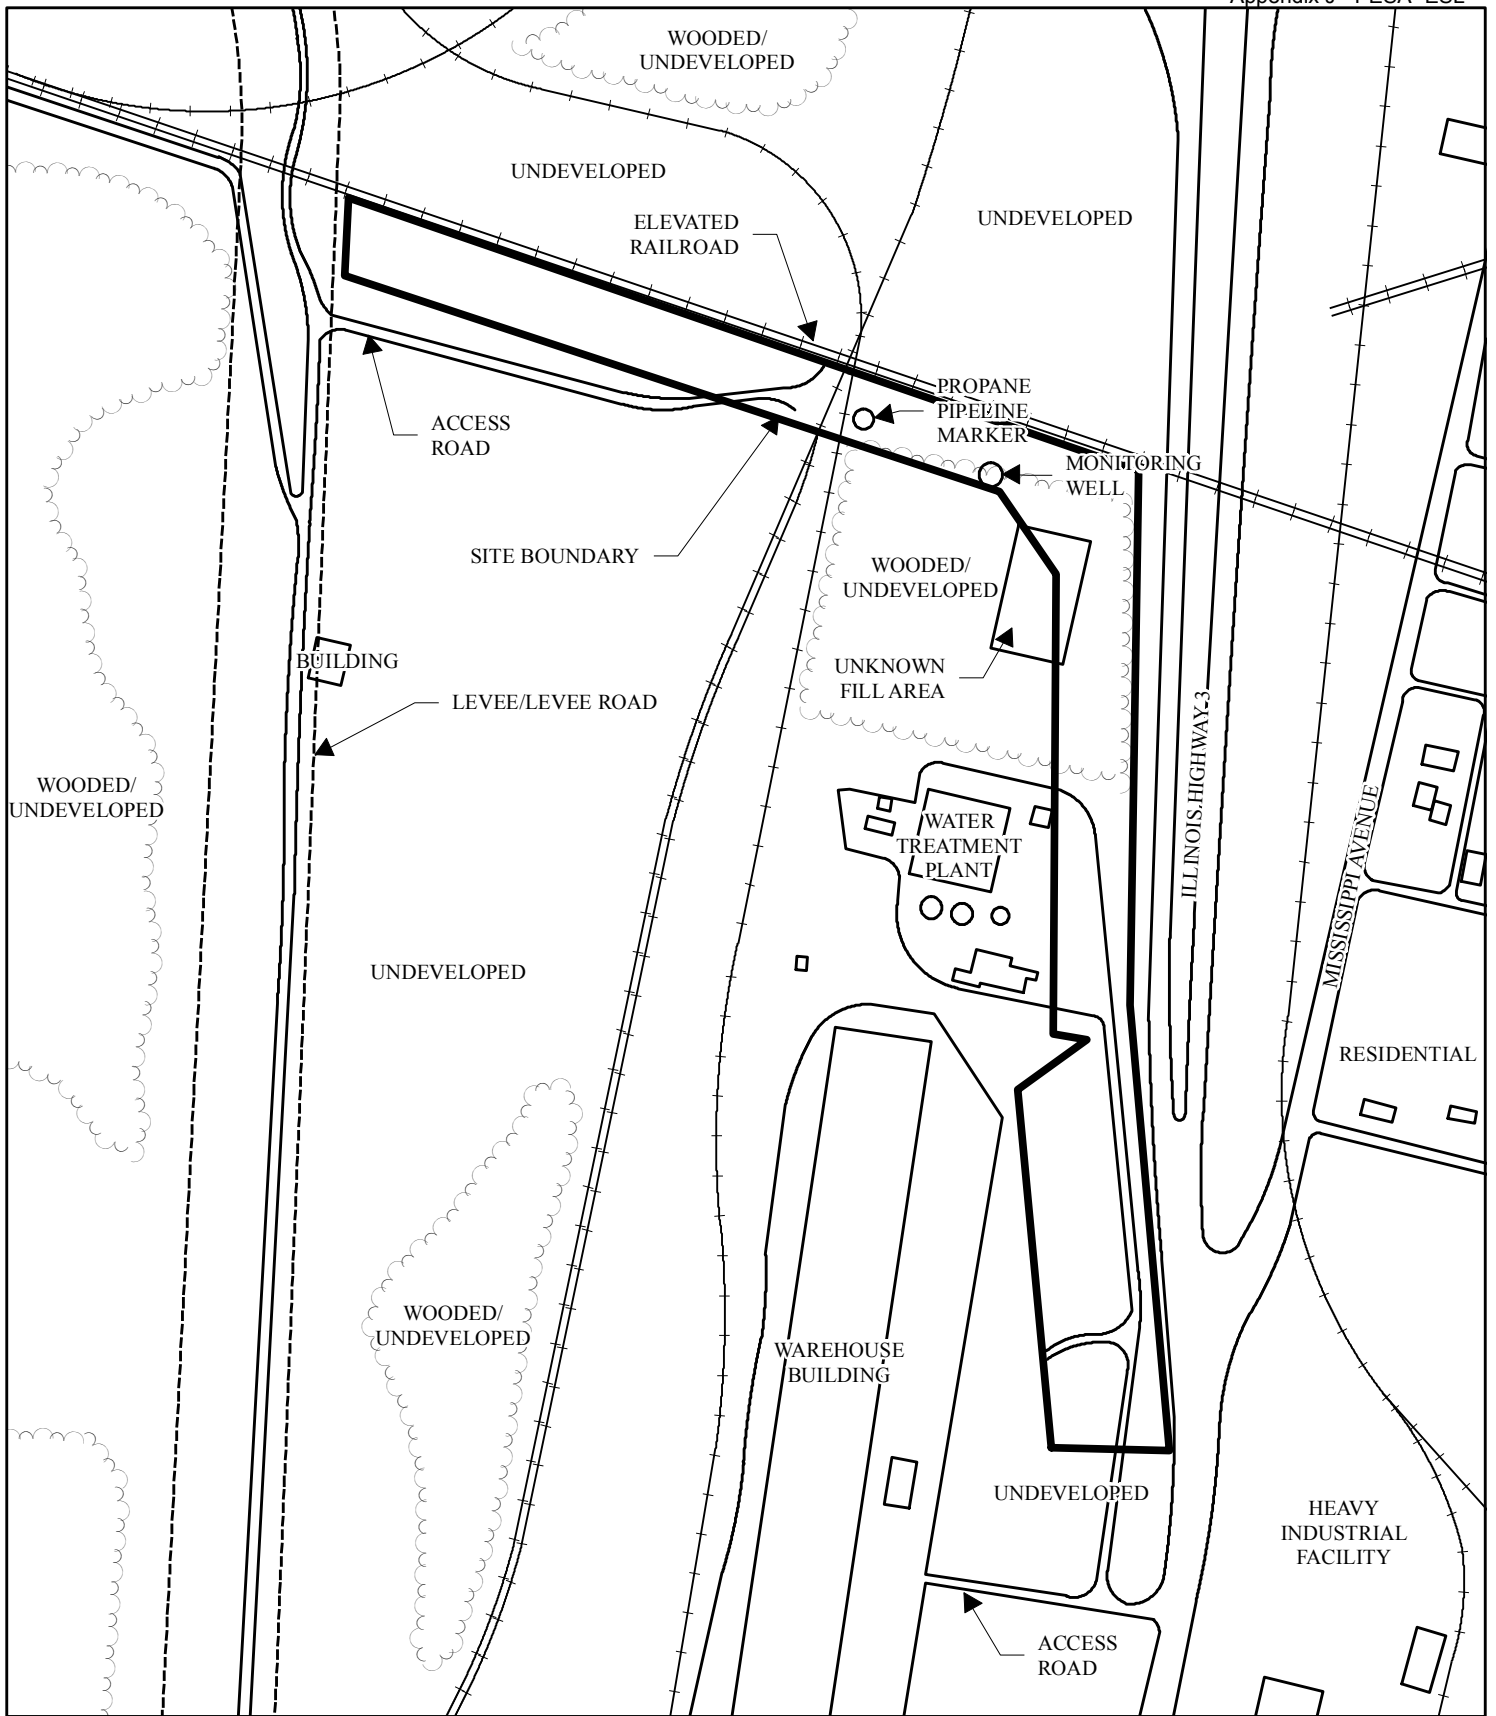 WOODED/
UNDEVELOPED
UNDEVELOPED
ELEVATED
RAILROAD
UNDEVELOPED
PROPANE
PIPELINE
MARKER
ACCESS
ROAD
MONITORING
WELL
SITE BOUNDARY
WOODED/
UNDEVELOPED
BUILDING
UNKNOWN
FILL AREA
LEVEE/LEVEE ROAD
ILLINOIS HIGHWAY 3
WOODED/
UNDEVELOPED
MISSISSIPPI AVENUE
WATER
TREATMENT
PLANT
UNDEVELOPED
RESIDENTIAL
WOODED/
UNDEVELOPED
WAREHOUSE
BUILDING
UNDEVELOPED
HEAVY
INDUSTRIAL
FACILITY
ACCESS
ROAD